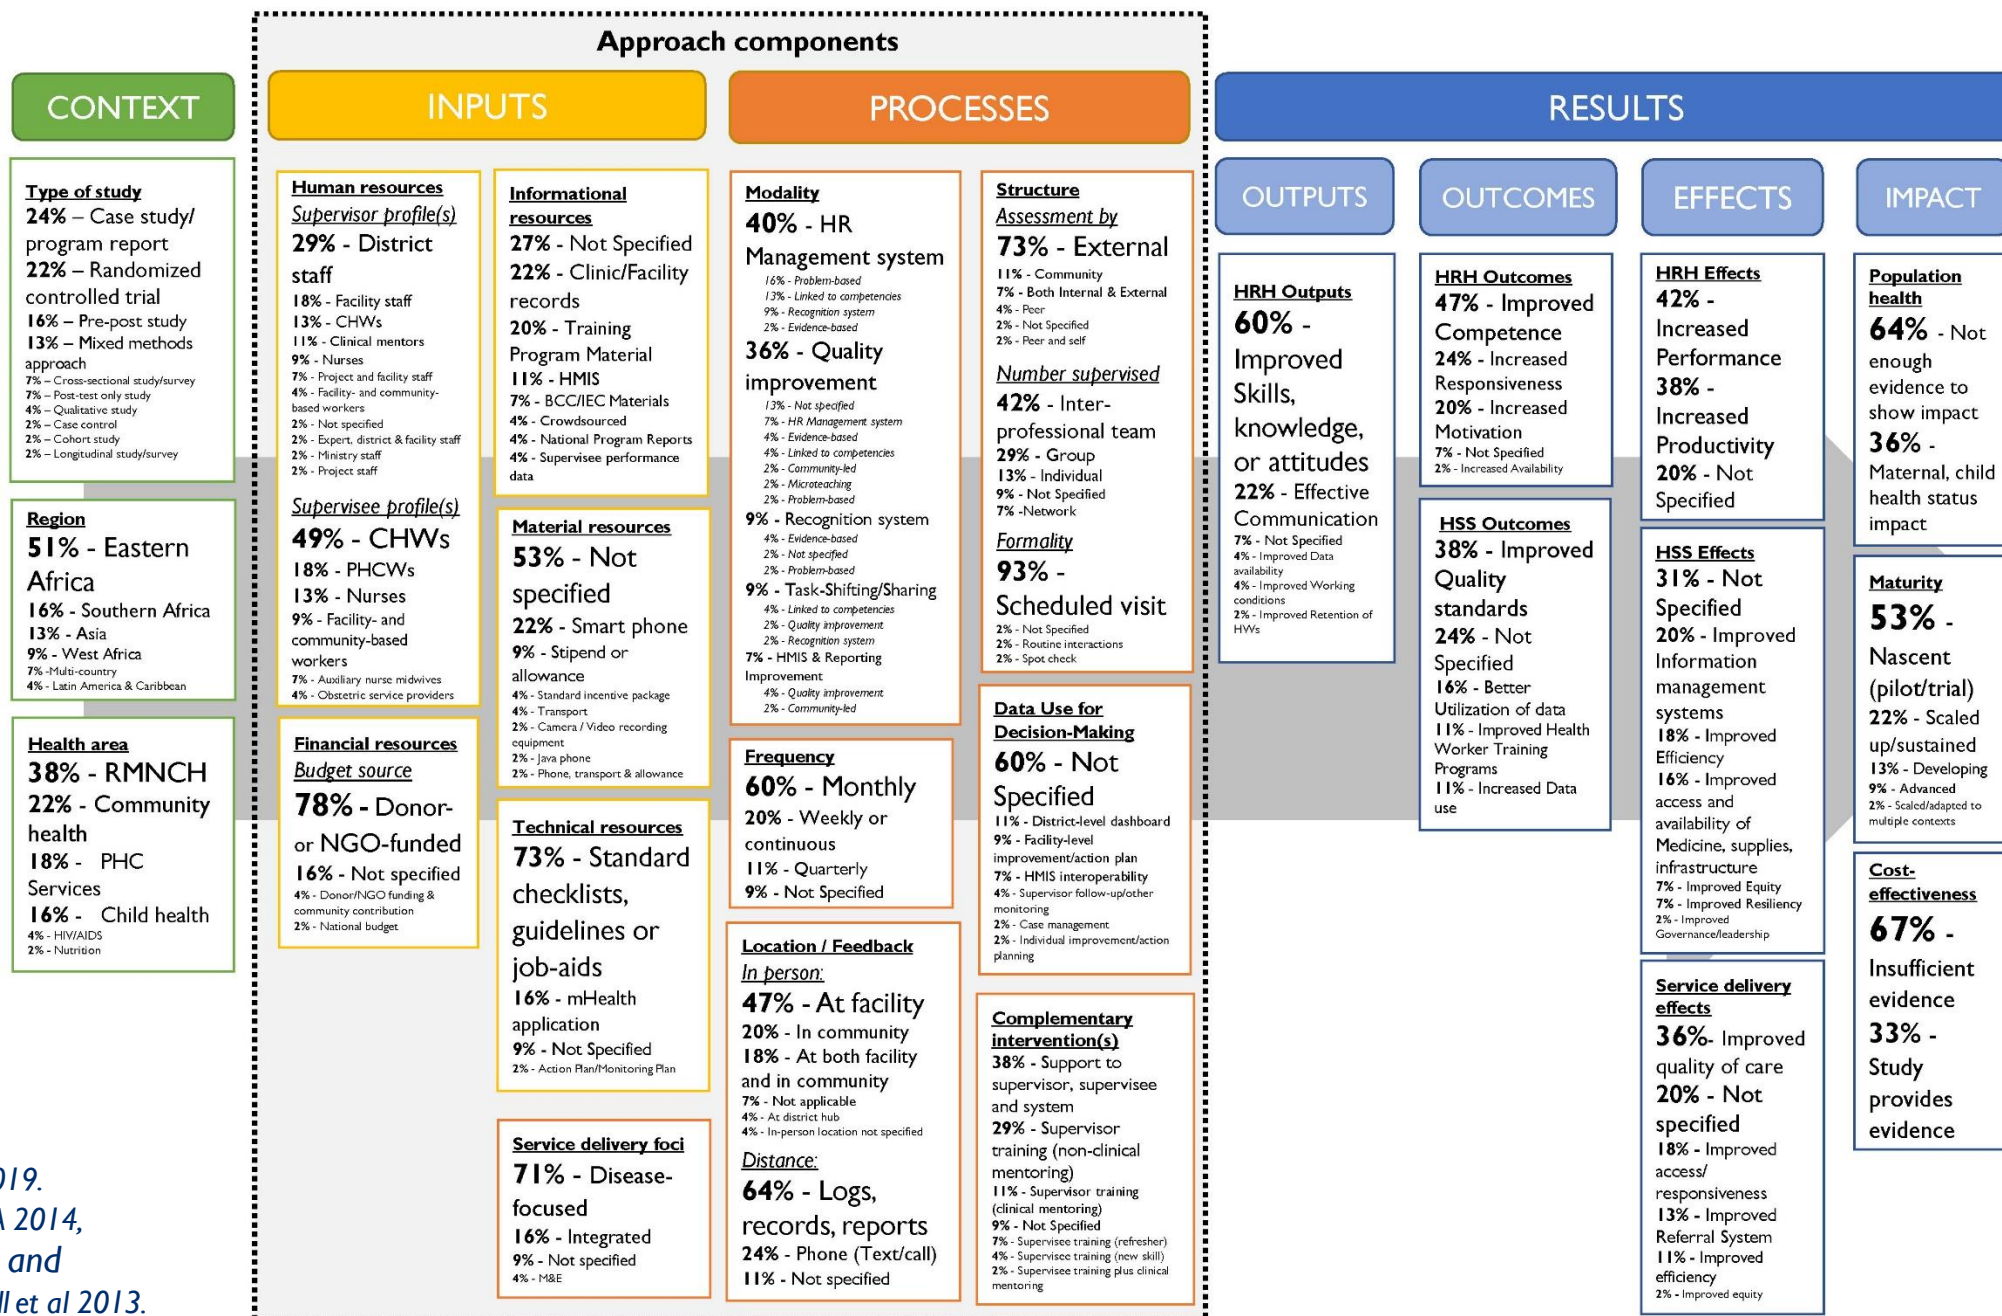 Approach components
CONTEXT
INPUTS
PROCESSES
RESULTS
OUTPUTS
OUTCOMES
EFFECTS
IMPACT
Type of study
24% – Case study/
program report
22% – Randomized
controlled trial
16% – Pre-post study
13% – Mixed methods
approach
7% – Cross-sectional study/survey
7% – Post-test only study
4% – Qualitative study
2% – Case control
2% – Cohort study
2% – Longitudinal study/survey
Region
51% - Eastern
Africa
16% - Southern Africa
13% - Asia
9% - West Africa
7% -Multi-country
4% - Latin America & Caribbean
Health area
38% - RMNCH
22% - Community
health
18% - PHC
Services
16% - Child health
4% - HIV/AIDS
2% - Nutrition
Human resources
Supervisor profile(s)
29% - District
staff
18% - Facility staff
13% - CHWs
11% - Clinical mentors
9% - Nurses
7% - Project and facility staff
4% - Facility- and community-
based workers
2% - Not specified
2% - Expert, district & facility staff
2% - Ministry staff
2% - Project staff
Supervisee profile(s)
49% - CHWs
18% - PHCWs
13% - Nurses
9% - Facility- and
community-based
workers
7% - Auxiliary nurse midwives
4% - Obstetric service providers
Financial resources
Budget source
78% - Donor-
or NGO-funded
16% - Not specified
4% - Donor/NGO funding &
community contribution
2% - National budget
Informational
resources
27% - Not Specified
22% - Clinic/Facility
records
20% - Training
Program Material
11% - HMIS
7% - BCC/IEC Materials
4% - Crowdsourced
4% - National Program Reports
4% - Supervisee performance
data
Material resources
53% - Not
specified
22% - Smart phone
9% - Stipend or
allowance
4% - Standard incentive package
4% - Transport
2% - Camera / Video recording
equipment
2% - Java phone
2% - Phone, transport & allowance
Technical resources
73% - Standard
checklists,
guidelines or
job-aids
16% - mHealth
application
9% - Not Specified
2% - Action Plan/Monitoring Plan
Service delivery foci
71% - Disease-
focused
16% - Integrated
9% - Not specified
4% - M&E
Modality
40% - HR
Management system
16% - Problem-based
13% - Linked to competencies
9% - Recognition system
2% - Evidence-based
36% - Quality
improvement
13% - Not specified
7% - HR Management system
4% - Evidence-based
4% - Linked to competencies
2% - Community-led
2% - Microteaching
2% - Problem-based
9% - Recognition system
4% - Evidence-based
2% - Not specified
2% - Problem-based
9% - Task-Shifting/Sharing
4% - Linked to competencies
2% - Quality improvement
2% - Recognition system
7% - HMIS & Reporting
Improvement
4% - Quality improvement
2% - Community-led
Frequency
60% - Monthly
20% - Weekly or
continuous
11% - Quarterly
9% - Not Specified
Location / Feedback
In person:
47% - At facility
20% - In community
18% - At both facility
and in community
7% - Not applicable
4% - At district hub
4% - In-person location not specified
Distance:
64% - Logs,
records, reports
24% - Phone (Text/call)
11% - Not specified
Structure
Assessment by
73% - External
11% - Community
7% - Both Internal & External
4% - Peer
2% - Not Specified
2% - Peer and self
Number supervised
42% - Inter-
professional team
29% - Group
13% - Individual
9% - Not Specified
7% -Network
Formality
93% -
Scheduled visit
2% - Not Specified
2% - Routine interactions
2% - Spot check
Data Use for
Decision-Making
60% - Not
Specified
11% - District-level dashboard
9% - Facility-level
improvement/action plan
7% - HMIS interoperability
4% - Supervisor follow-up/other
monitoring
2% - Case management
2% - Individual improvement/action
planning
Complementary
intervention(s)
38% - Support to
supervisor, supervisee
and system
29% - Supervisor
training (non-clinical
mentoring)
11% - Supervisor training
(clinical mentoring)
9% - Not Specified
7% - Supervisee training (refresher)
4% - Supervisee training (new skill)
2% - Supervisee training plus clinical
mentoring
HRH Outputs
60% -
Improved
Skills,
knowledge,
or attitudes
22% - Effective
Communication
7% - Not Specified
4% - Improved Data
availability
4% - Improved Working
conditions
2% - Improved Retention of
HWs
HRH Outcomes
47% - Improved
Competence
24% - Increased
Responsiveness
20% - Increased
Motivation
7% - Not Specified
2% - Increased Availability
HSS Outcomes
38% - Improved
Quality
standards
24% - Not
Specified
16% - Better
Utilization of data
11% - Improved Health
Worker Training
Programs
11% - Increased Data
use
HRH Effects
42% -
Increased
Performance
38% -
Increased
Productivity
20% - Not
Specified
HSS Effects
31% - Not
Specified
20% - Improved
Information
management
systems
18% - Improved
Efficiency
16% - Improved
access and
availability of
Medicine, supplies,
infrastructure
7% - Improved Equity
7% - Improved Resiliency
2% - Improved
Governance/leadership
Service delivery
effects
36%- Improved
quality of care
20% - Not
specified
18% - Improved
access/
responsiveness
13% - Improved
Referral System
11% - Improved
efficiency
2% - Improved equity
Population
health
64% - Not
enough
evidence to
show impact
36% -
Maternal, child
health status
impact
Maturity
53% -
Nascent
(pilot/trial)
22% - Scaled
up/sustained
13% - Developing
9% - Advanced
2% - Scaled/adapted to
multiple contexts
Cost-
effectiveness
67% -
Insufficient
evidence
33% -
Study
provides
evidence
2014,
and
et al 2013.